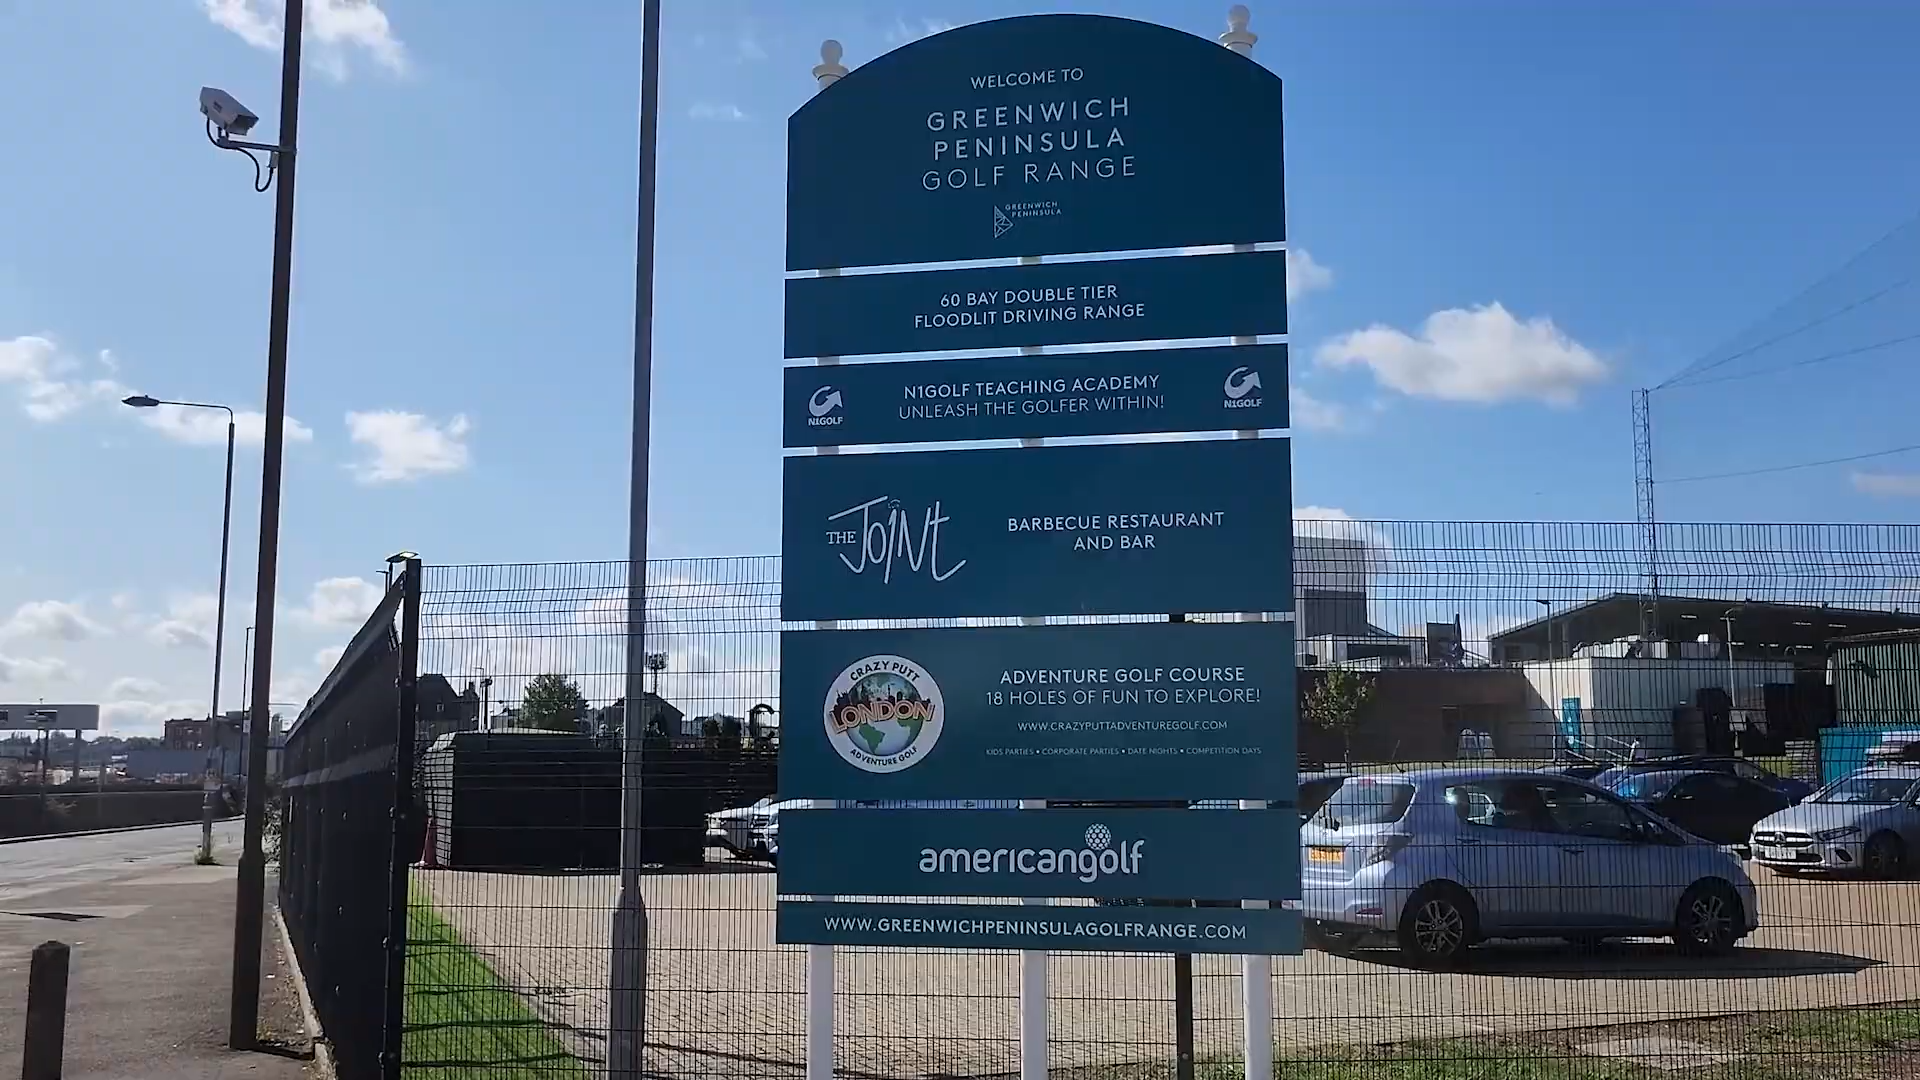 WELCOME TO
GREENWICH
PENINSULA
GOLF RANGE
GREENWICH
PENINSULA
60 BAY DOUBLE TIER
FLOODLIT DRIVING RANGE
N1GOLF
N1GOLF TEACHING ACADEMY
UNLEASH THE GOLFER WITHIN!
N1GOLF
THE JOINt
BARBECUE RESTAURANT
AND BAR
CRAZY PUTT
LONDON
ADVENTURE GOLF
ADVENTURE GOLF COURSE
18 HOLES OF FUN TO EXPLORE!
WWW.CRAZYPUTTADVENTUREGOLF.COM
KIDS PARTIES • CORPORATE PARTIES • DATE NIGHTS • COMPETITION DAYS
americangolf
WWW.GREENWICHPENINSULAGOLFRANGE.COM